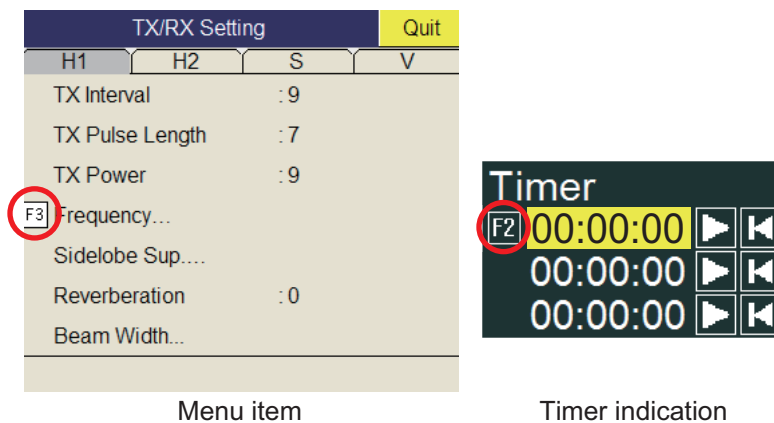 TX/RX Setting Quit
H1 H2 S V
TX Interval : 9
TX Pulse Length : 7
TX Power : 9
F3 Frequency...
Sidelobe Sup....
Reverberation : 0
Beam Width...
Menu item
Timer
F2 00:00:00
00:00:00
00:00:00
Timer indication